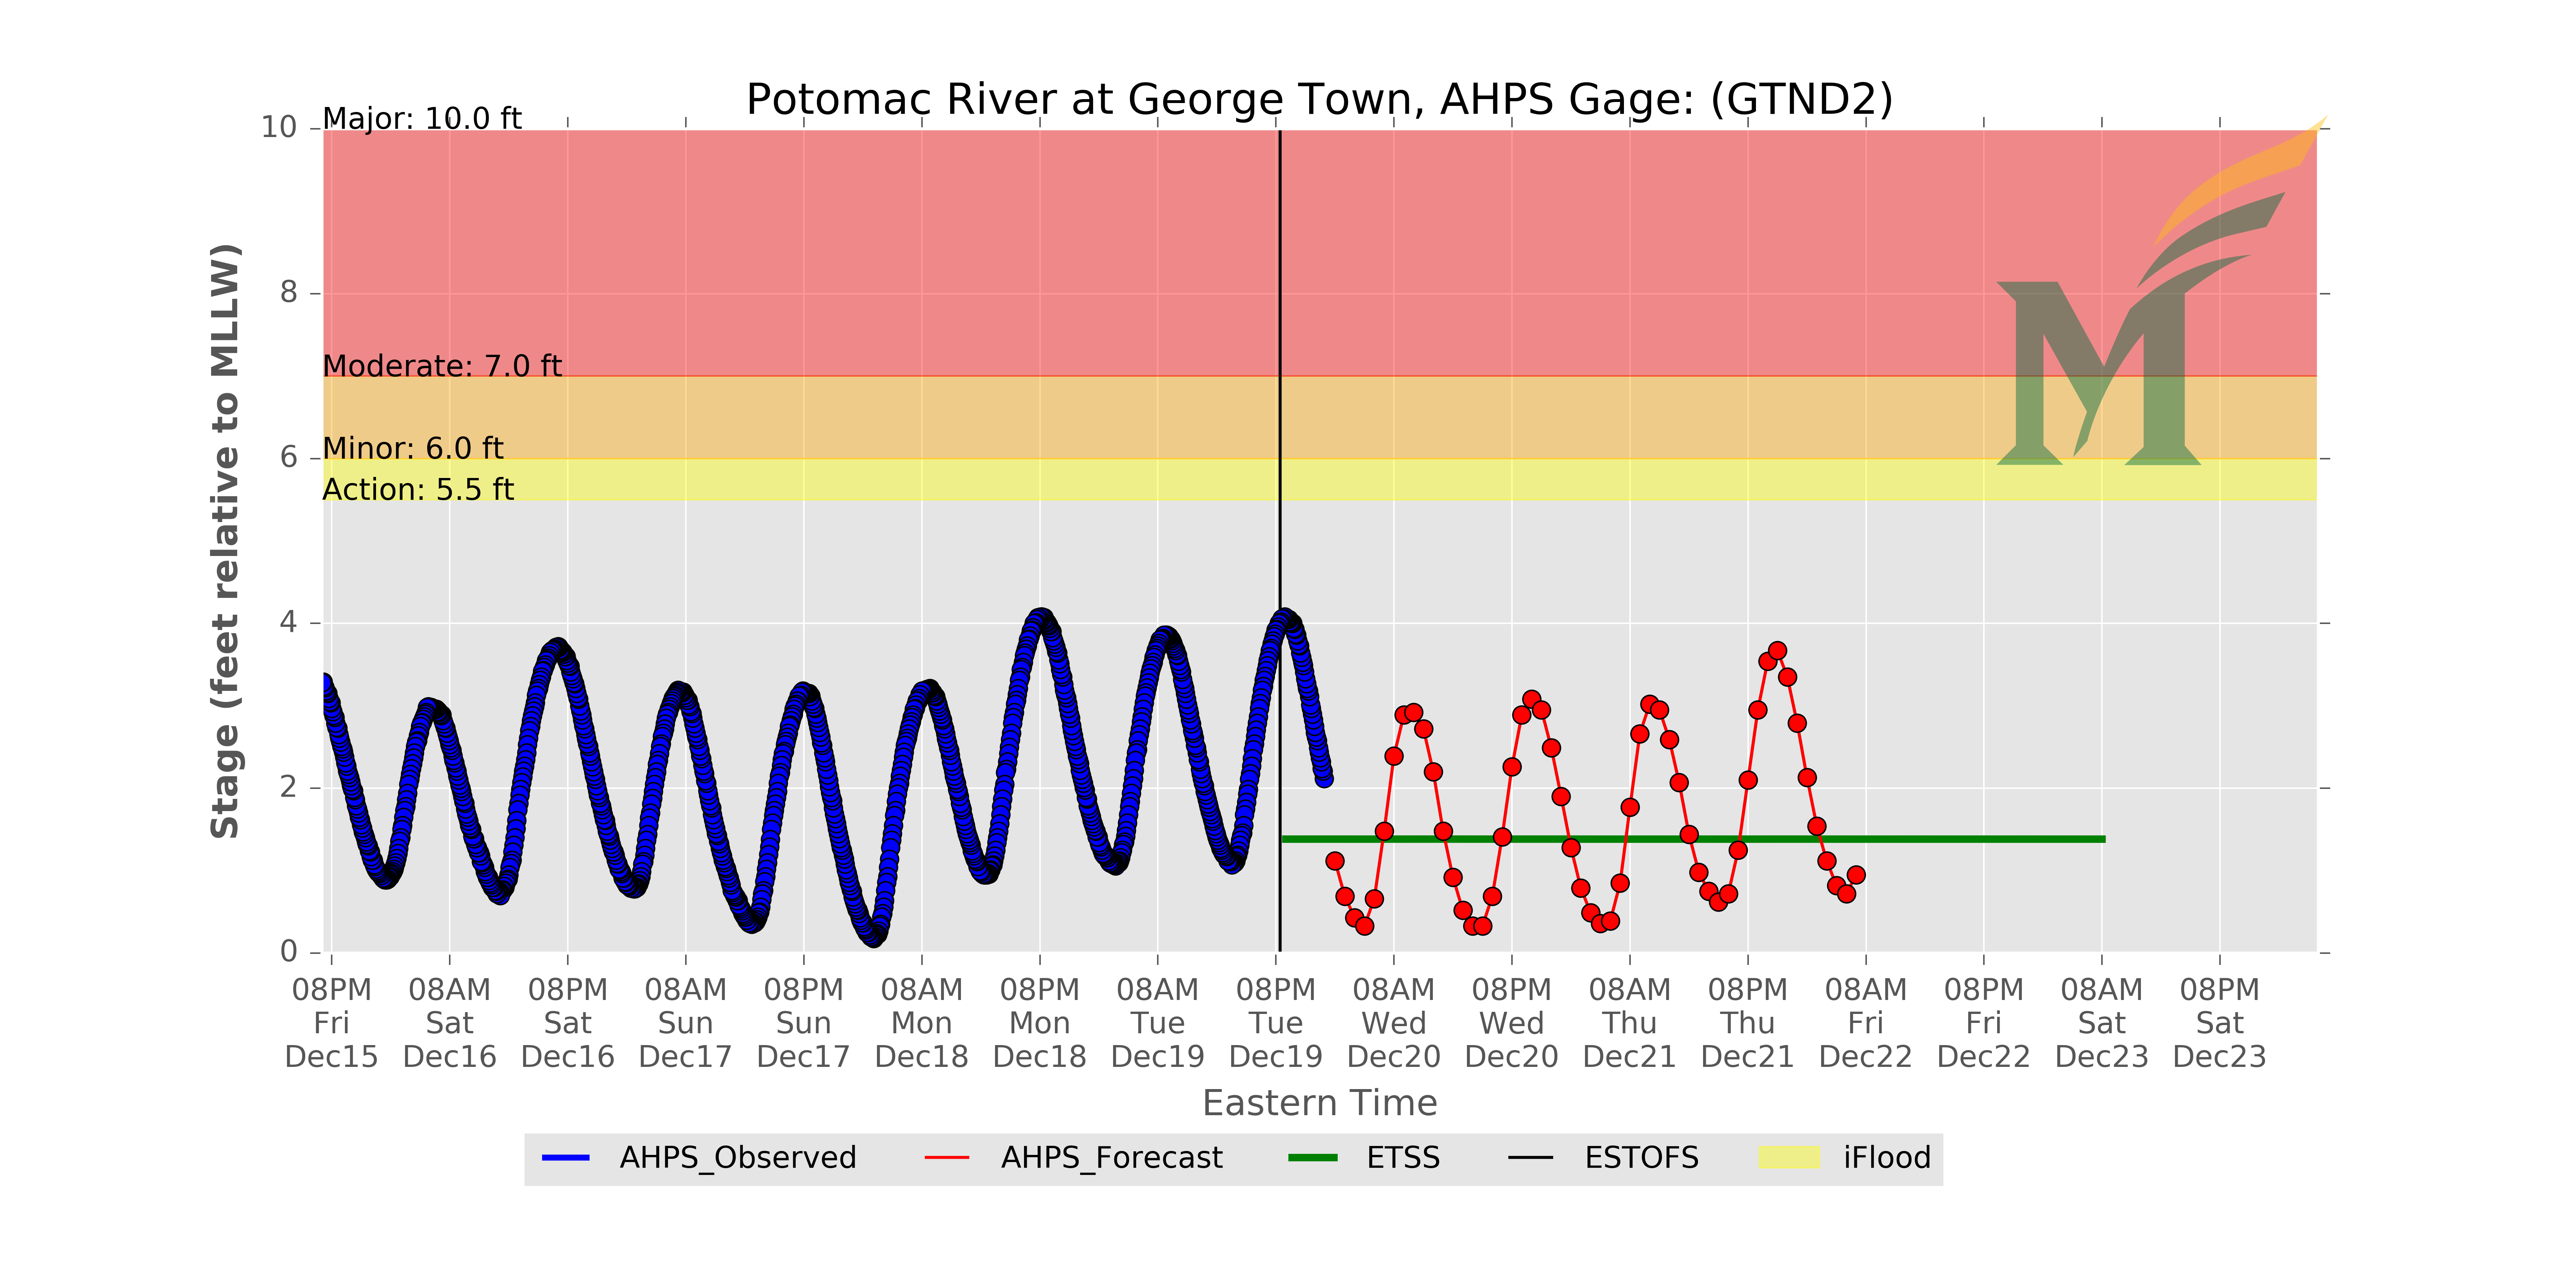 Potomac River at George Town, AHPS Gage: (GTND2)
Major: 10.0 ft
Moderate: 7.0 ft
Minor: 6.0 ft
Action: 5.5 ft
10
8
6
4
2
0
Stage (feet relative to MLLW)
08PM 08AM 08PM 08AM 08PM 08AM 08PM 08AM 08PM 08AM 08PM 08AM 08PM 08AM 08PM 08AM 08PM
Fri Sat Sat Sun Sun Mon Mon Tue Tue Wed Wed Thu Thu Fri Fri Sat Sat
Dec15 Dec16 Dec16 Dec17 Dec17 Dec18 Dec18 Dec19 Dec19 Dec20 Dec20 Dec21 Dec21 Dec22 Dec22 Dec23 Dec23
Eastern Time
AHPS_Observed AHPS_Forecast ETSS ESTOFS iFlood
M